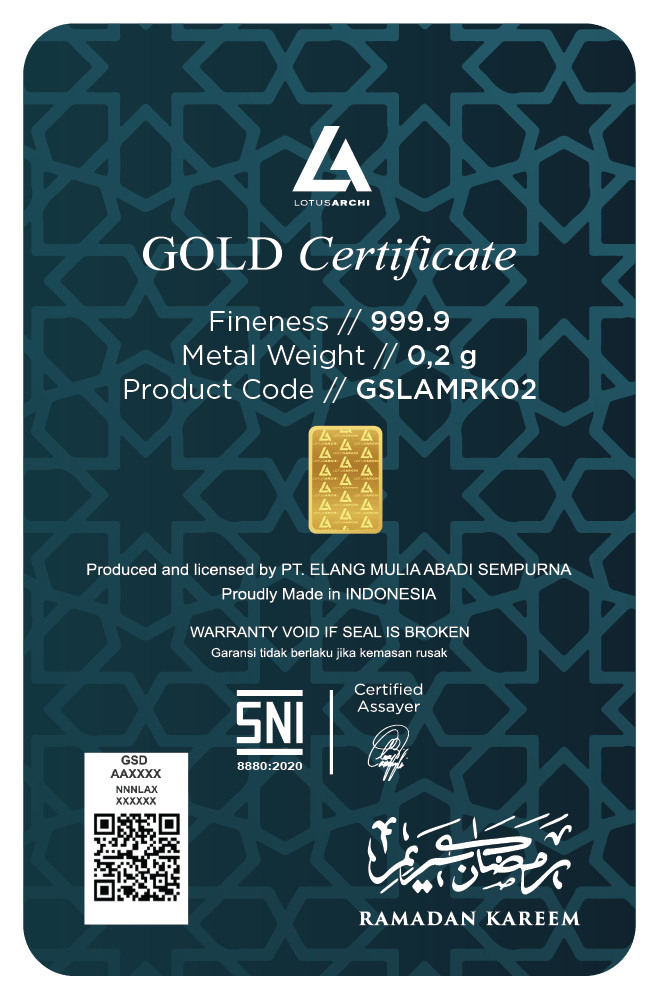 LOTUSARCHI
GOLD Certificate
Fineness // 999.9
Metal Weight // 0,2 g
Product Code // GSLAMRK02
Produced and licensed by PT. ELANG MULIA ABADI SEMPURNA
Proudly Made in INDONESIA
WARRANTY VOID IF SEAL IS BROKEN
Garansi tidak berlaku jika kemasan rusak
SNI
8880:2020
Certified
Assayer
GSD
AAXXXX
NNNLAX
XXXXXX
رمضان كريم
RAMADAN KAREEM